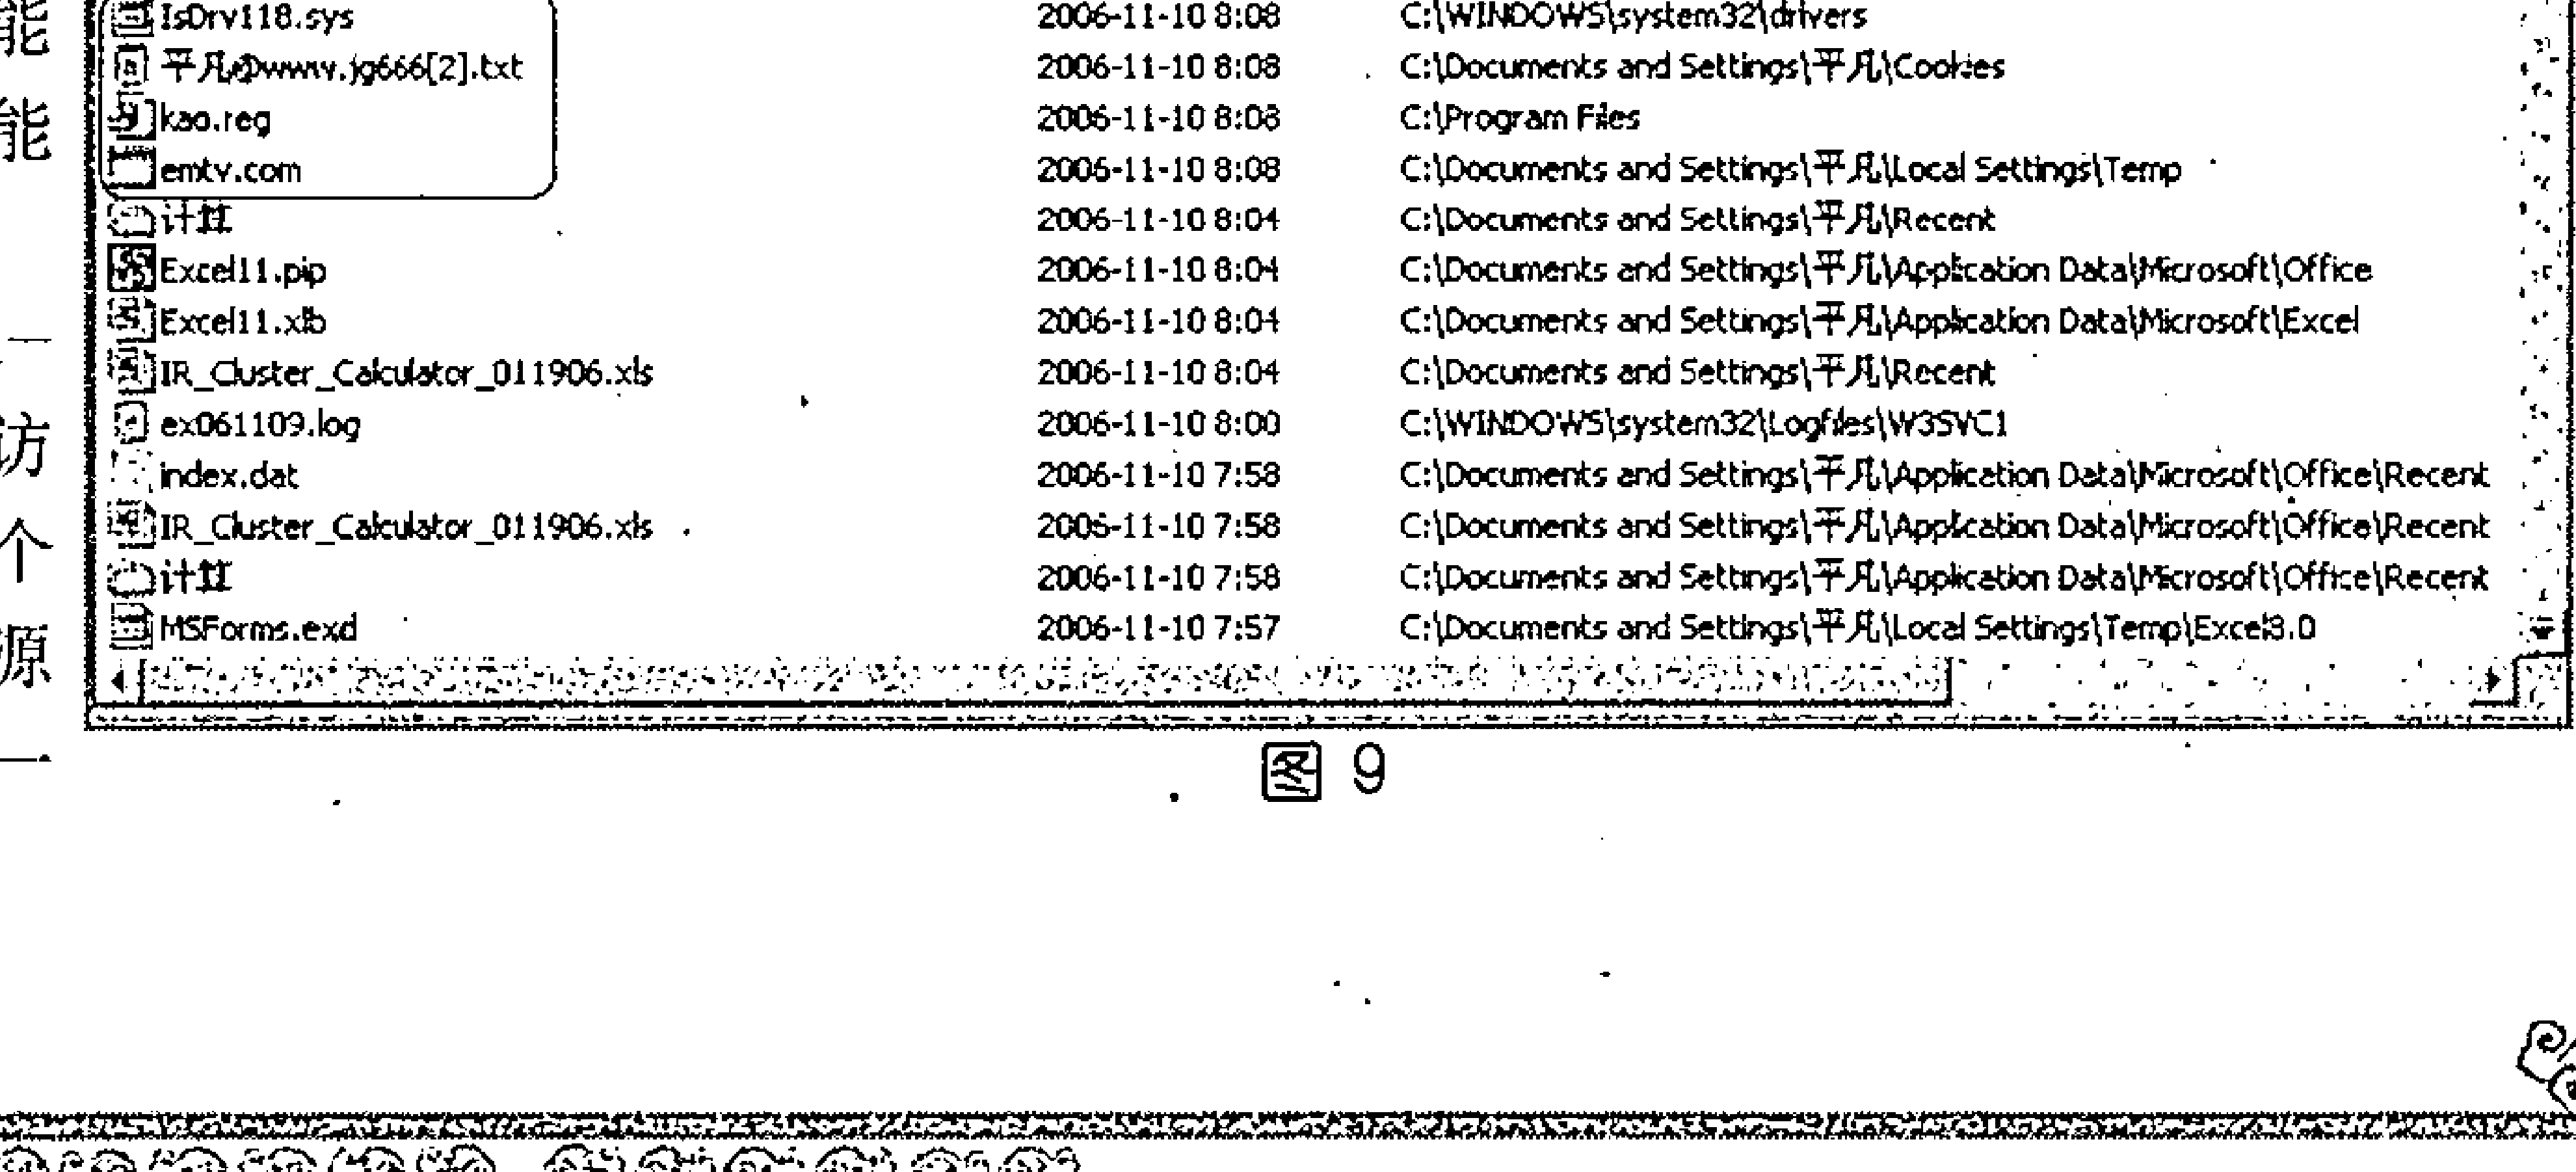 能
IsDrv118.sys 2006-11-10 8:08 C:\WINDOWS\system32\drivers
平凡@www.jg666[2].txt 2006-11-10 8:08 C:\Documents and Settings\平凡\Cookies
能
kao.reg 2006-11-10 8:08 C:\Program Files
emtv.com 2006-11-10 8:08 C:\Documents and Settings\平凡\Local Settings\Temp
计算 2006-11-10 8:04 C:\Documents and Settings\平凡\Recent
Excel11.pip 2006-11-10 8:04 C:\Documents and Settings\平凡\Application Data\Microsoft\Office
Excel11.xlb 2006-11-10 8:04 C:\Documents and Settings\平凡\Application Data\Microsoft\Excel
IR_Cluster_Calculator_011906.xls 2006-11-10 8:04 C:\Documents and Settings\平凡\Recent
访
ex061109.log 2006-11-10 8:00 C:\WINDOWS\system32\Logfiles\W3SVC1
index.dat 2006-11-10 7:58 C:\Documents and Settings\平凡\Application Data\Microsoft\Office\Recent
个
IR_Cluster_Calculator_011906.xls 2006-11-10 7:58 C:\Documents and Settings\平凡\Application Data\Microsoft\Office\Recent
计算 2006-11-10 7:58 C:\Documents and Settings\平凡\Application Data\Microsoft\Office\Recent
源
MSForms.exd 2006-11-10 7:57 C:\Documents and Settings\平凡\Local Settings\Temp\Excel8.0
图 9